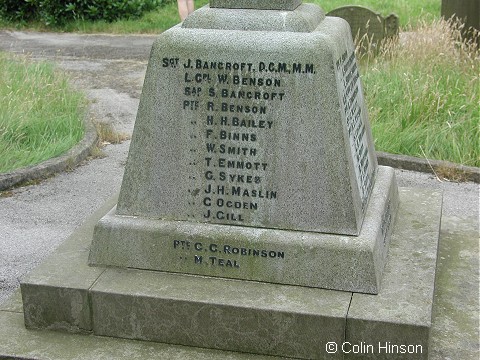 SGT J. BANCROFT, D.C.M., M.M.
L. CPL W. BENSON
SAP S. BANCROFT
PTE R. BENSON
" H. H. BAILEY
" F. BINNS
" W. SMITH
" T. EMMOTT
" G. SYKES
" J. H. MASLIN
" C. OGDEN
" J. GILL
PTE C. C. ROBINSON
" M. TEAL
© Colin Hinson